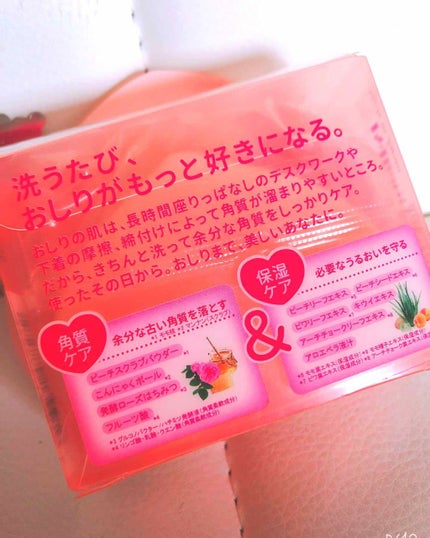 洗うたび、
おしりがもっと好きになる。
おしりの肌は、長時間座りっぱなしのデスクワークや
下着の摩擦、締付けによって角質が溜まりやすいところ。
だから、きちんと洗って余分な角質をしっかりケア。
使ったその日から。おしりまで、美しいあなたに。
角質
ケア
余分な古い角質を落とす
ピーチスクラブパウダー
こんにゃくボール
発酵ローズはちみつ
フルーツ酸
&
保湿
ケア
必要なうるおいを守る
ピーチリーフエキス ピーチシードエキス
ビワリーフエキス キウイエキス
アーチチョークリーフエキス
アロエベラ液汁